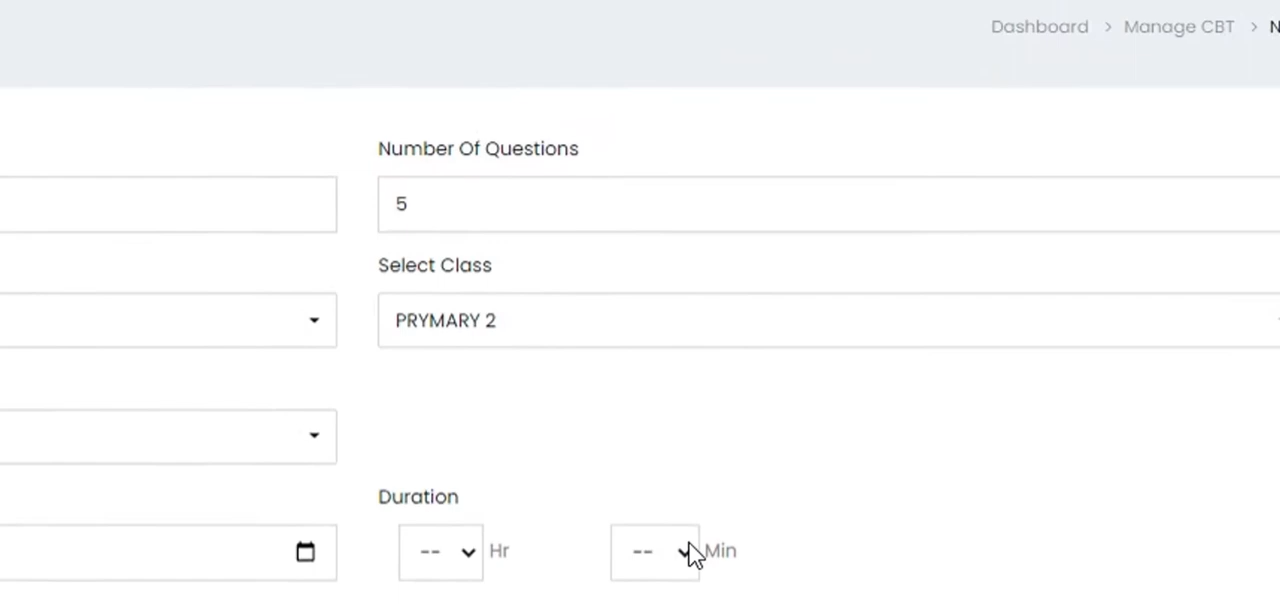 Dashboard > Manage CBT > N
Number Of Questions
5
Select Class
PRYMARY 2
Duration
-- Hr -- Min